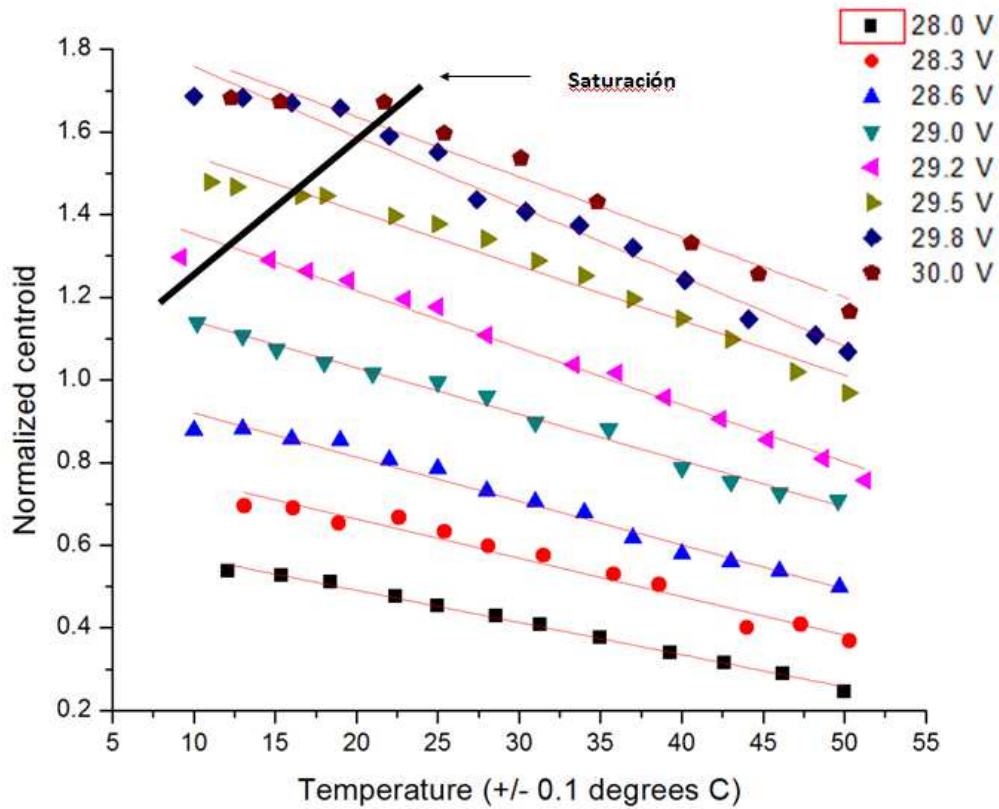 28.0 V
28.3 V
28.6 V
29.0 V
29.2 V
29.5 V
29.8 V
30.0 V
Saturación
1.8
1.6
1.4
1.2
1.0
0.8
0.6
0.4
0.2
Normalized centroid
5 10 15 20 25 30 35 40 45 50 55
Temperature (+/- 0.1 degrees C)